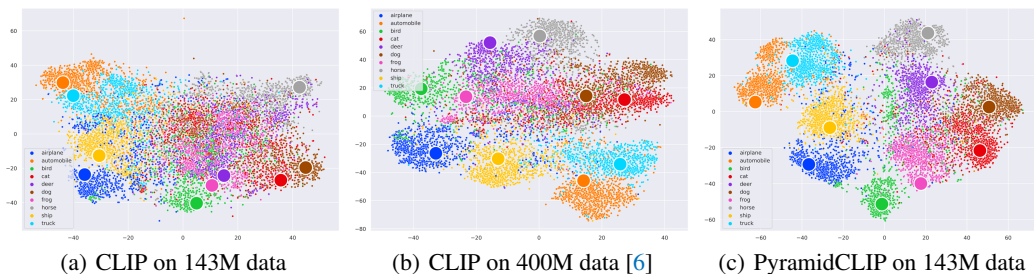 60
40
20
0
−20
−40
−40
−20
0
20
40
airplane
automobile
bird
cat
deer
dog
frog
horse
ship
truck
(a) CLIP on 143M data
60
40
20
0
−20
−40
−60
−80
−40
−20
0
20
40
airplane
automobile
bird
cat
deer
dog
frog
horse
ship
truck
(b) CLIP on 400M data [6]
40
20
0
−20
−40
−60
−60
−40
−20
0
20
40
60
airplane
automobile
bird
cat
deer
dog
frog
horse
ship
truck
(c) PyramidCLIP on 143M data